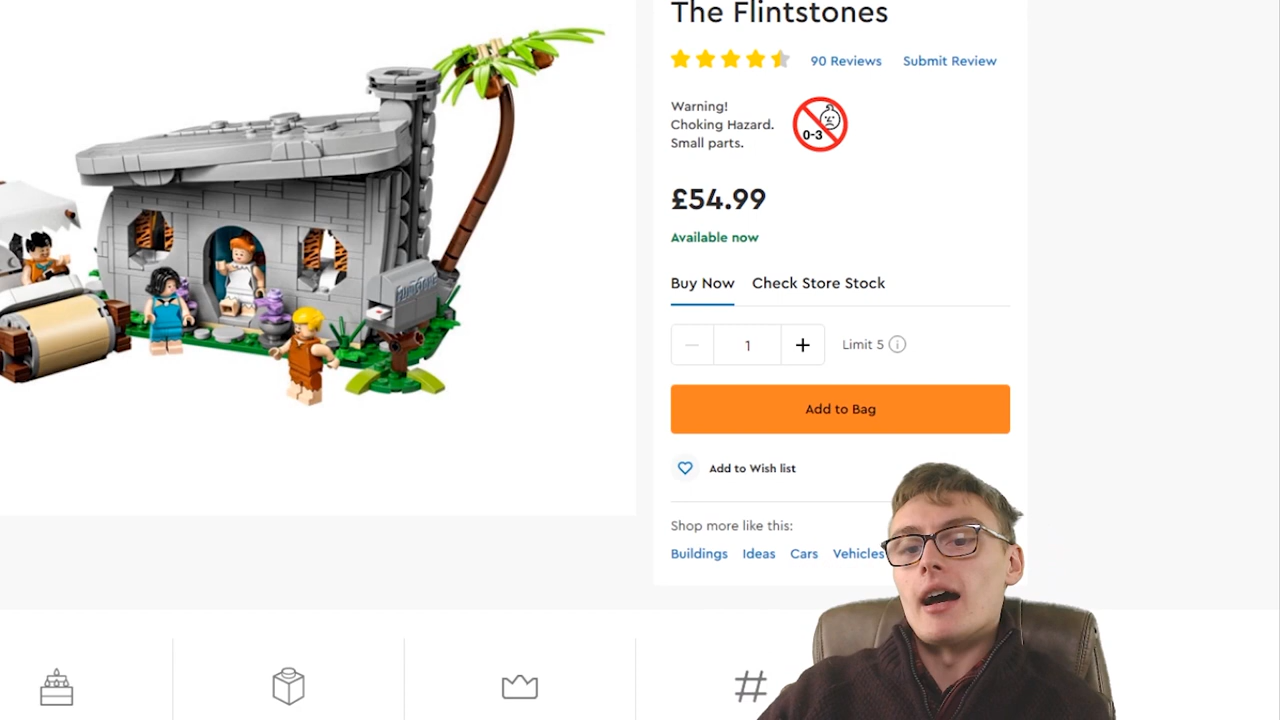 The Flintstones
90 Reviews Submit Review
Warning!
Choking Hazard.
Small parts.
0-3
£54.99
Available now
Buy Now Check Store Stock
1
Limit 5
Add to Bag
Add to Wish list
Shop more like this:
Buildings Ideas Cars Vehicles
#